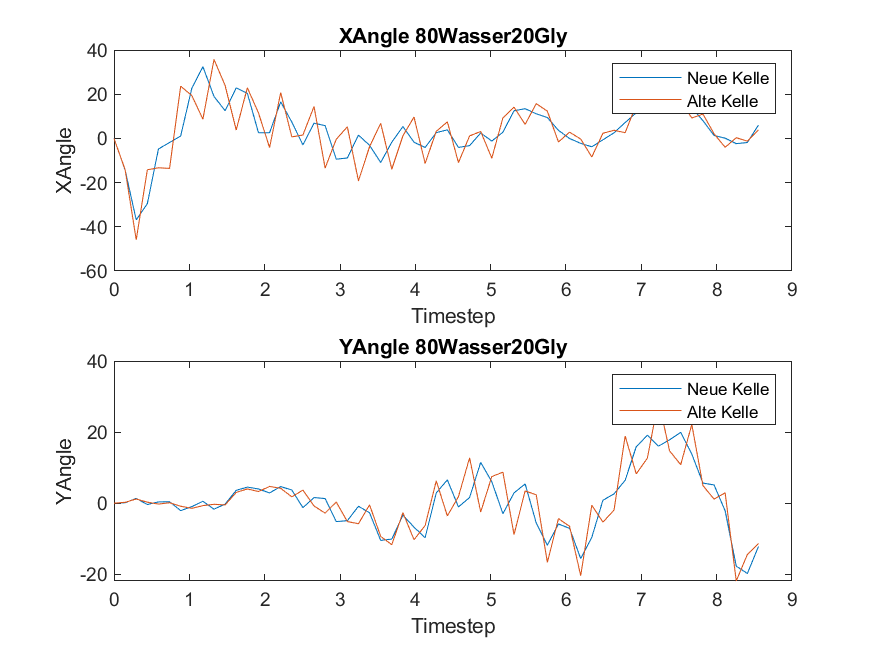 XAngle 80Wasser20Gly
40
20
0
-20
-40
-60
XAngle
Neue Kelle
Alte Kelle
0 1 2 3 4 5 6 7 8 9
Timestep
YAngle 80Wasser20Gly
40
20
0
-20
YAngle
Neue Kelle
Alte Kelle
0 1 2 3 4 5 6 7 8 9
Timestep